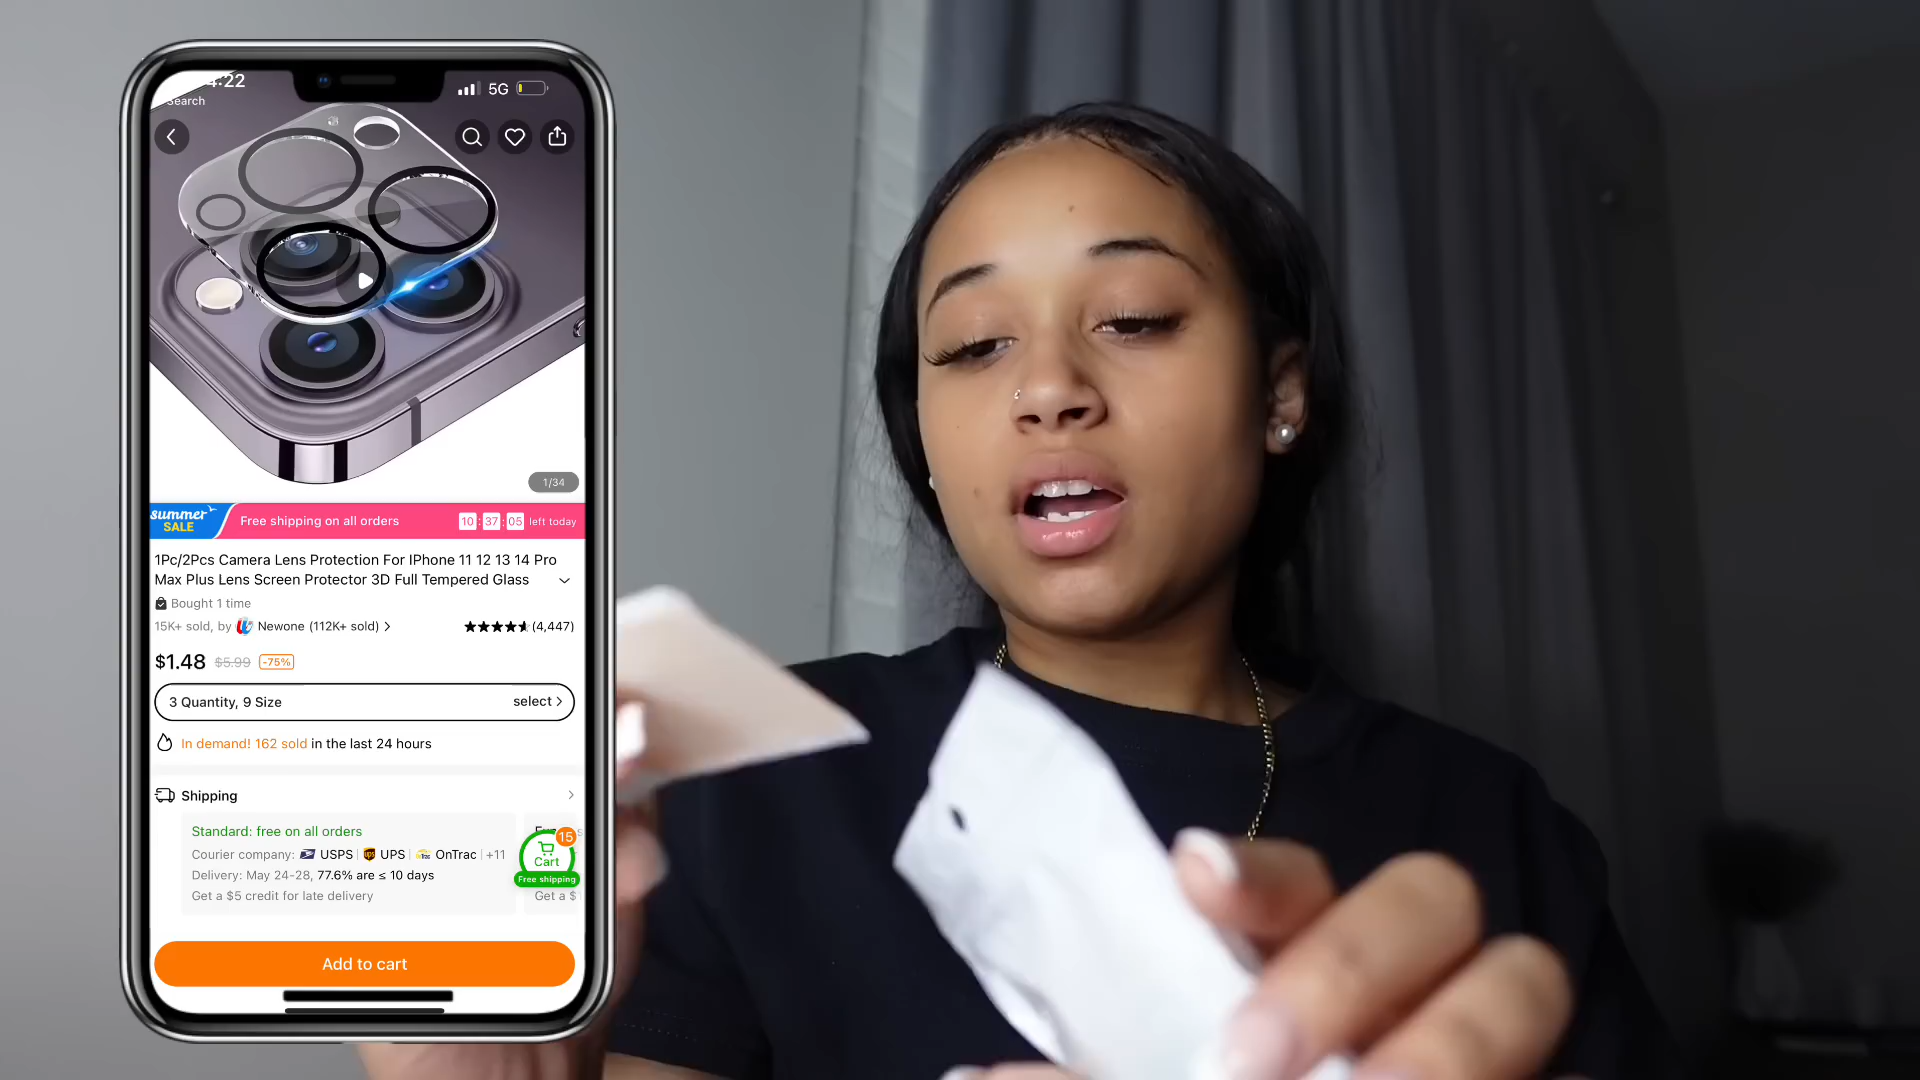 4:22
5G
Search
1/34
summer
SALE
Free shipping on all orders
10 : 37 : 05 left today
1Pc/2Pcs Camera Lens Protection For IPhone 11 12 13 14 Pro
Max Plus Lens Screen Protector 3D Full Tempered Glass
Bought 1 time
15K+ sold, by Newone (112K+ sold)
(4,447)
$1.48 $5.99 -75%
3 Quantity, 9 Size
select
In demand! 162 sold in the last 24 hours
Shipping
Standard: free on all orders
Courier company: USPS | UPS | OnTrac | +11
Delivery: May 24-28, 77.6% are ≤ 10 days
Get a $5 credit for late delivery
Get a $
15
Cart
Free shipping
Add to cart